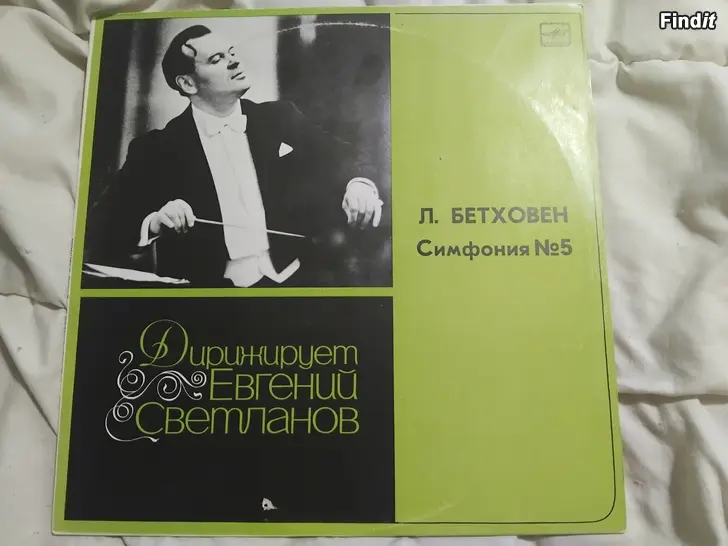 Findit
Л. БЕТХОВЕН
Симфония №5
Дирижирует
ЕВГЕНИЙ
СВЕТЛАНОВ